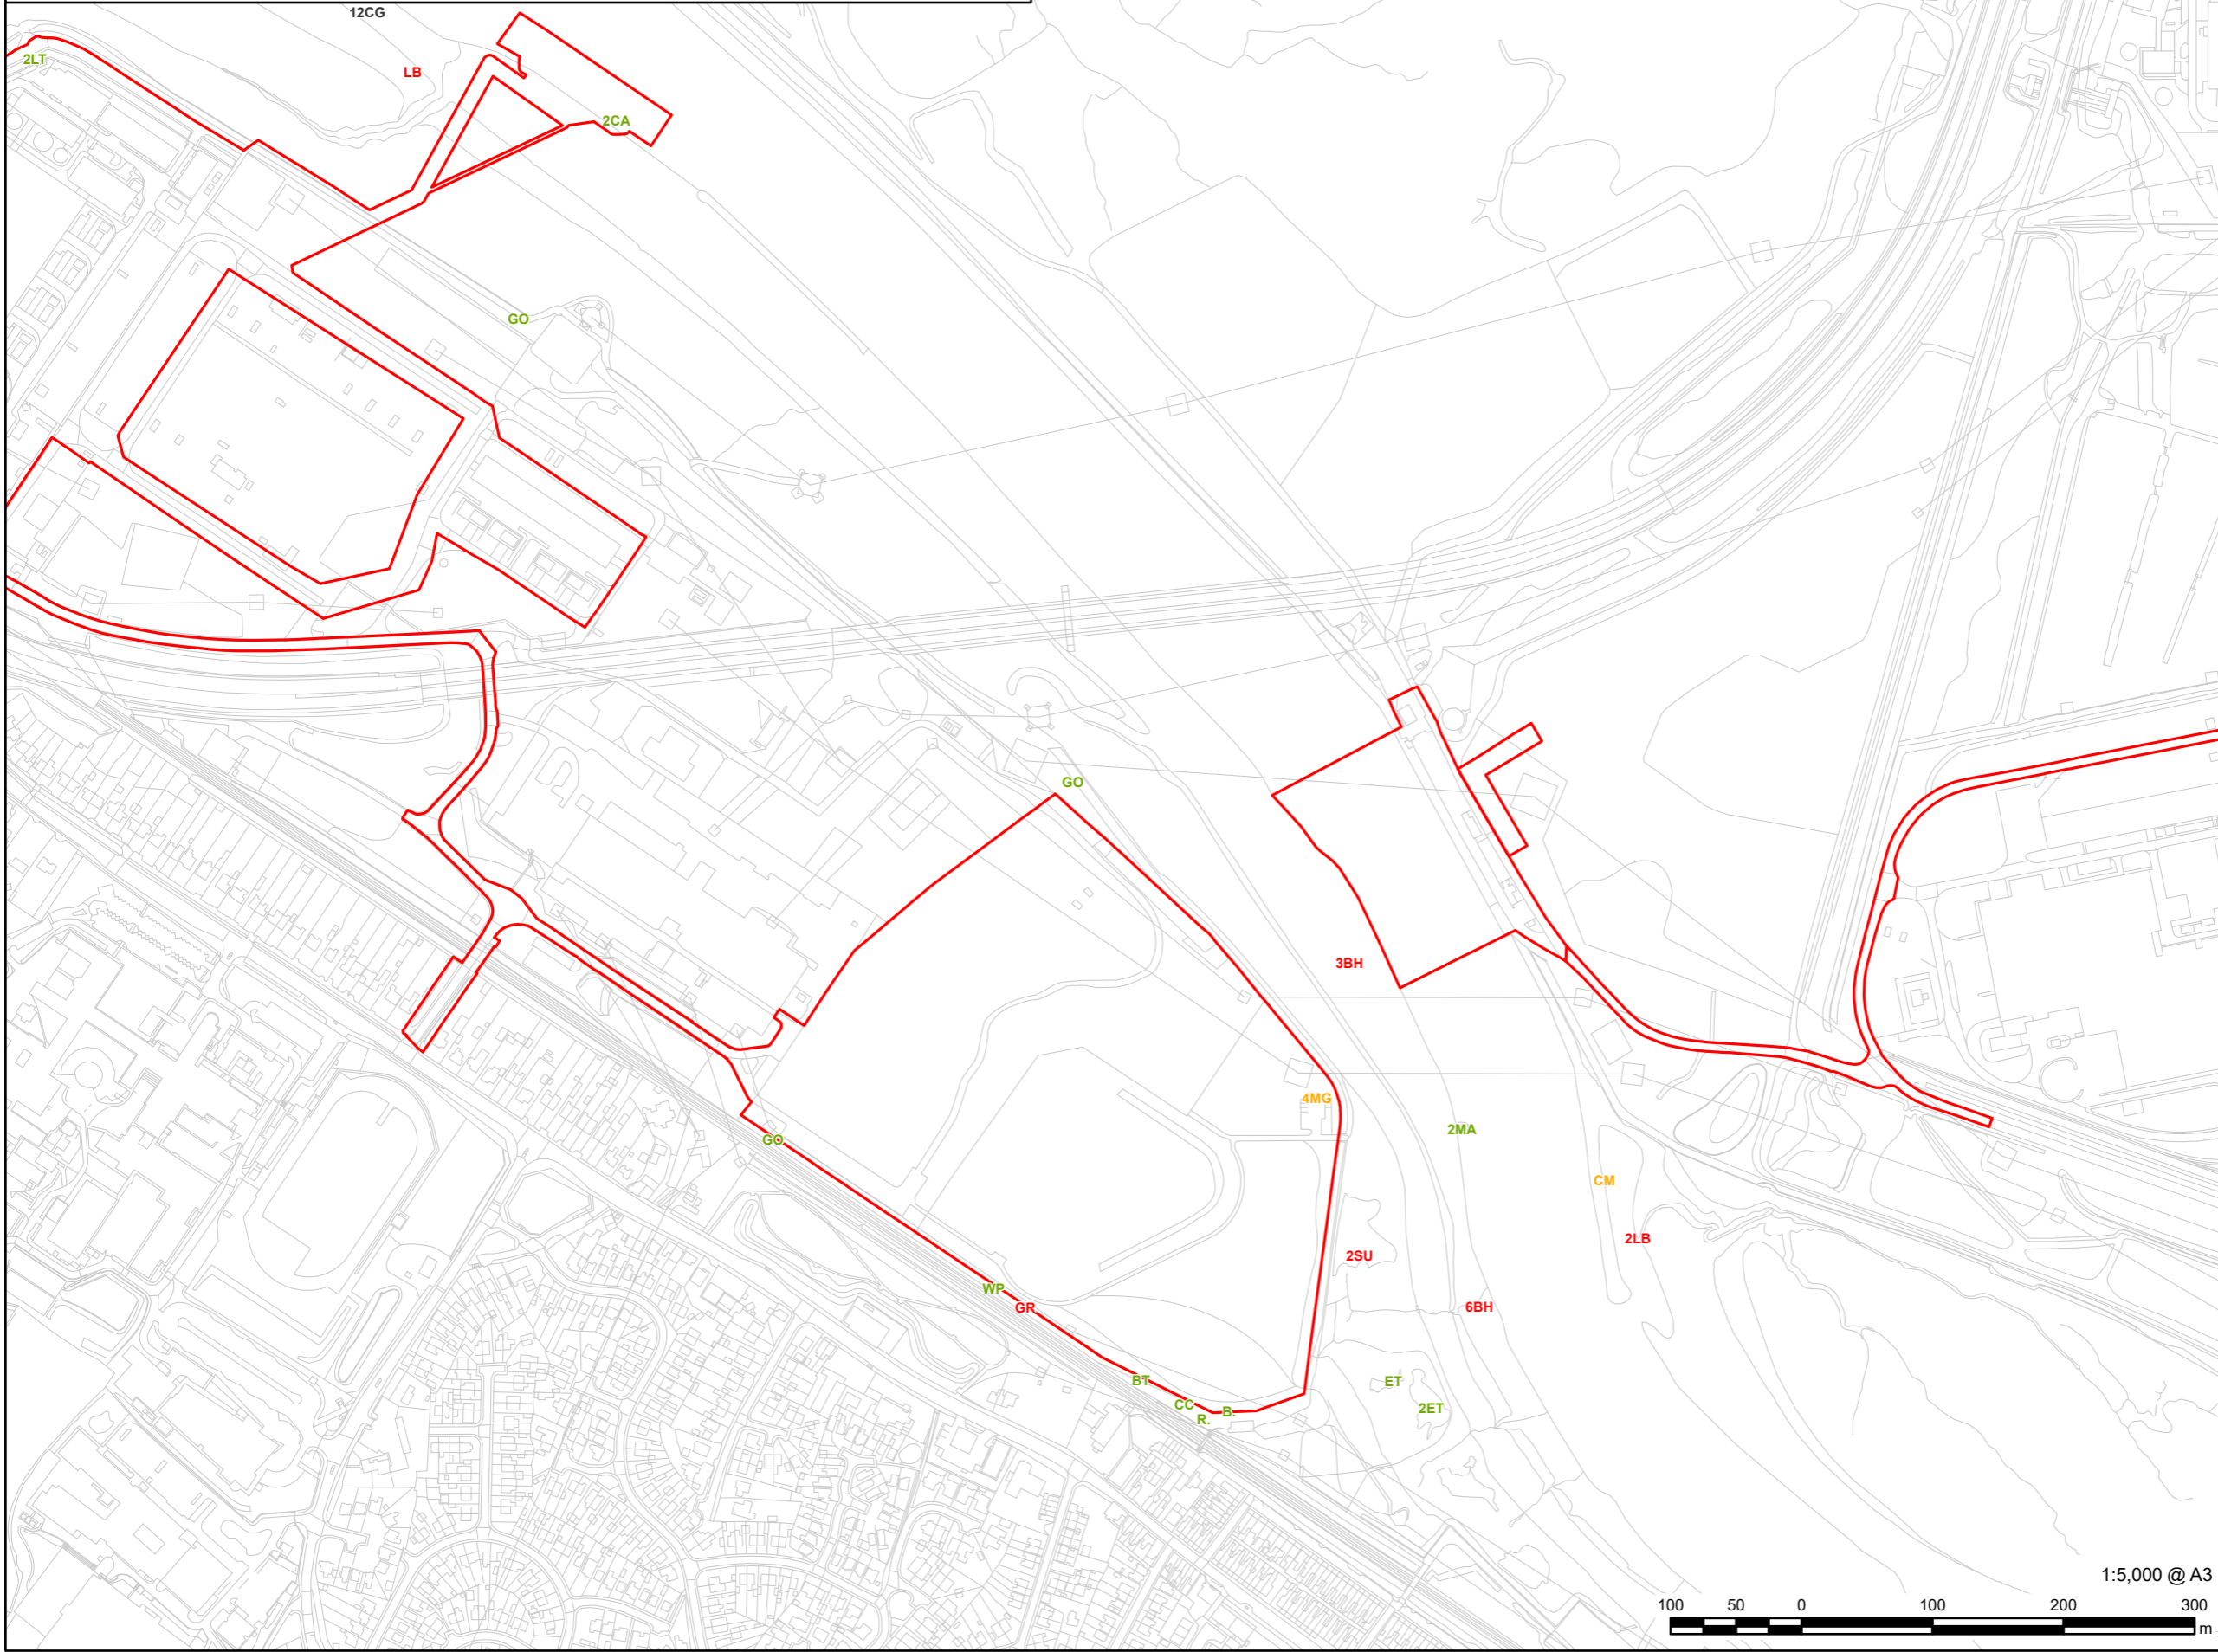 12CG
2LT
LB
2CA
GO
GO
3BH
4MG
2MA
GO
CM
2LB
2SU
WP
GR
6BH
BT
ET
CC
B.
2ET
R.
1:5,000 @ A3
100 50 0 100 200 300
m